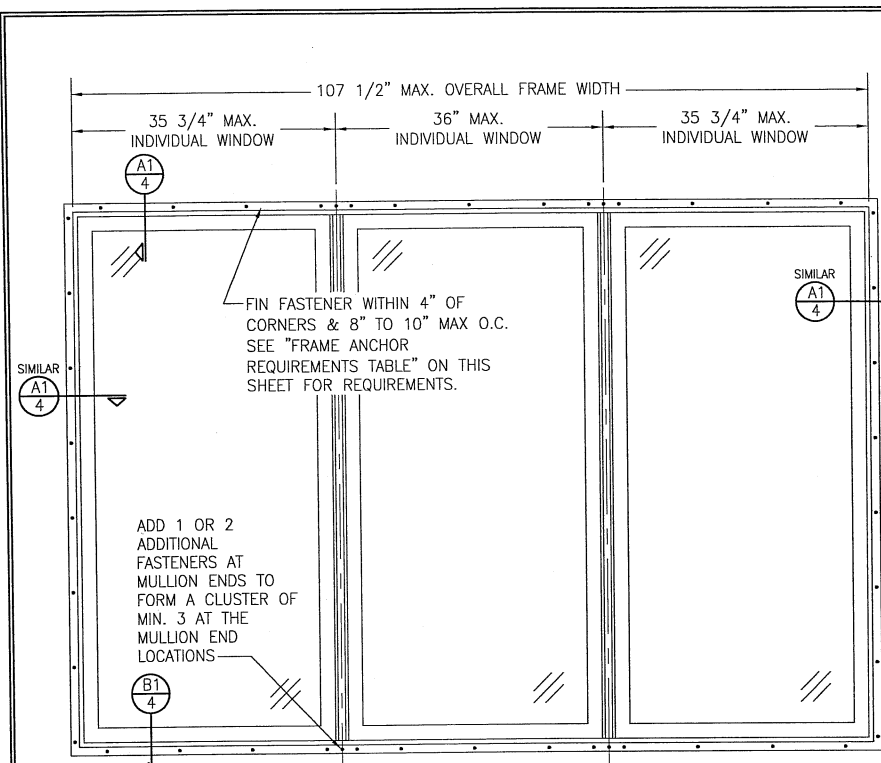 107 1/2" MAX. OVERALL FRAME WIDTH
35 3/4" MAX.
INDIVIDUAL WINDOW
36" MAX.
INDIVIDUAL WINDOW
35 3/4" MAX.
INDIVIDUAL WINDOW
A1
4
FIN FASTENER WITHIN 4" OF
CORNERS & 8" TO 10" MAX O.C.
SEE "FRAME ANCHOR
REQUIREMENTS TABLE" ON THIS
SHEET FOR REQUIREMENTS.
SIMILAR
A1
4
SIMILAR
A1
4
ADD 1 OR 2
ADDITIONAL
FASTENERS AT
MULLION ENDS TO
FORM A CLUSTER OF
MIN. 3 AT THE
MULLION END
LOCATIONS
B1
4